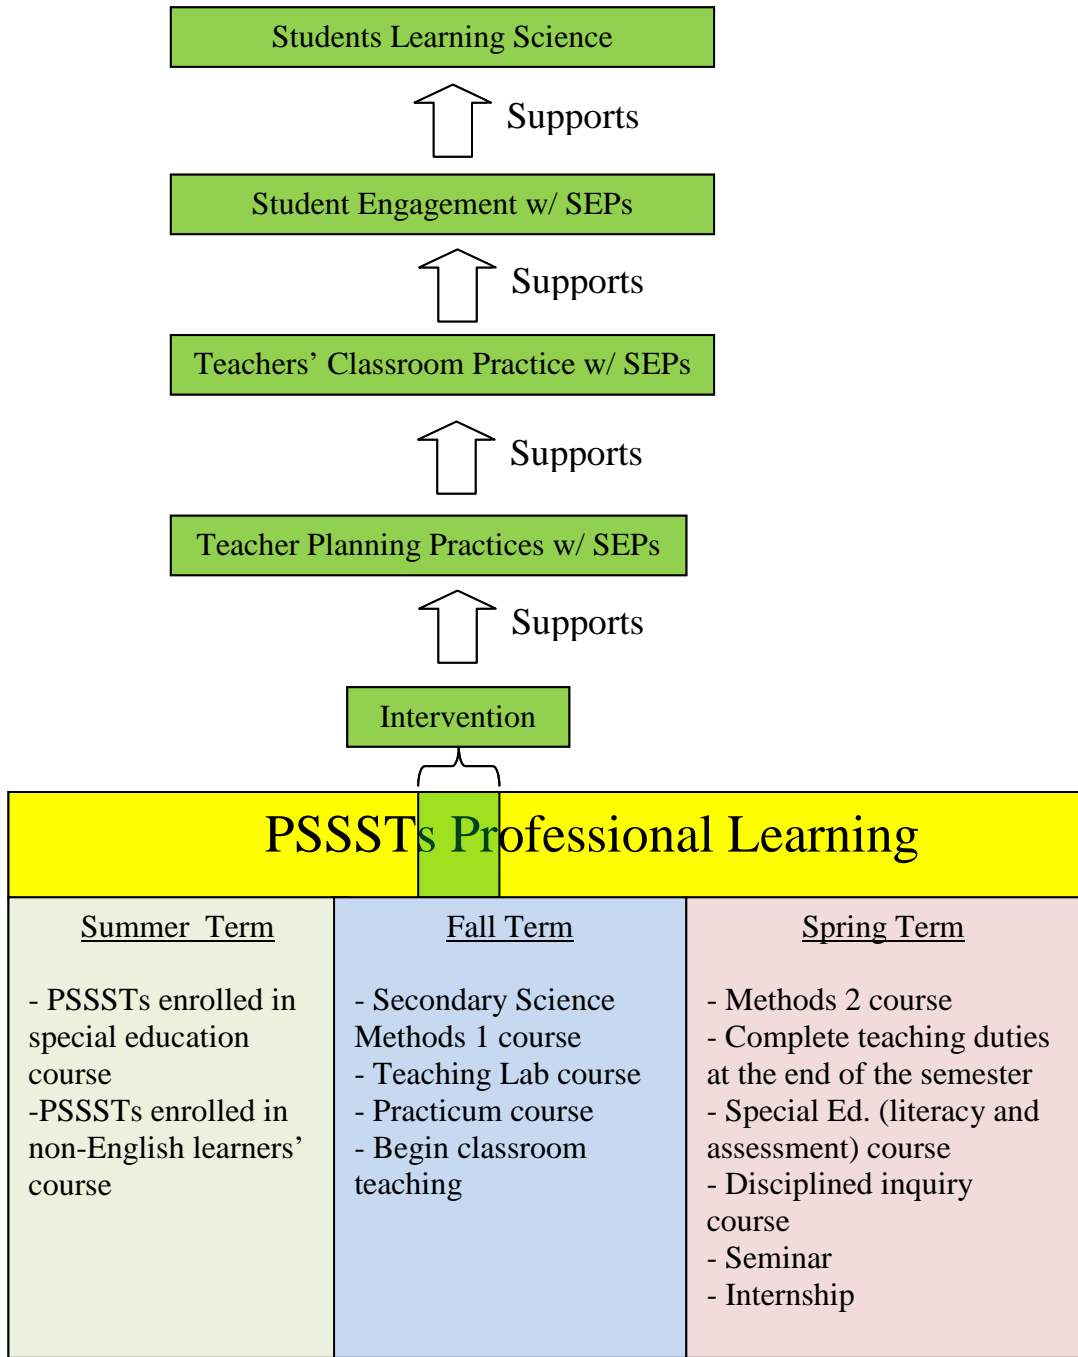 Students Learning Science
Supports
Student Engagement w/ SEPs
Supports
Teachers’ Classroom Practice w/ SEPs
Supports
Teacher Planning Practices w/ SEPs
Supports
Intervention
PSSSTs Professional Learning
Summer Term
- PSSSTs enrolled in
special education
course
-PSSSTs enrolled in
non-English learners’
course
Fall Term
- Secondary Science
Methods 1 course
- Teaching Lab course
- Practicum course
- Begin classroom
teaching
Spring Term
- Methods 2 course
- Complete teaching duties
at the end of the semester
- Special Ed. (literacy and
assessment) course
- Disciplined inquiry
course
- Seminar
- Internship